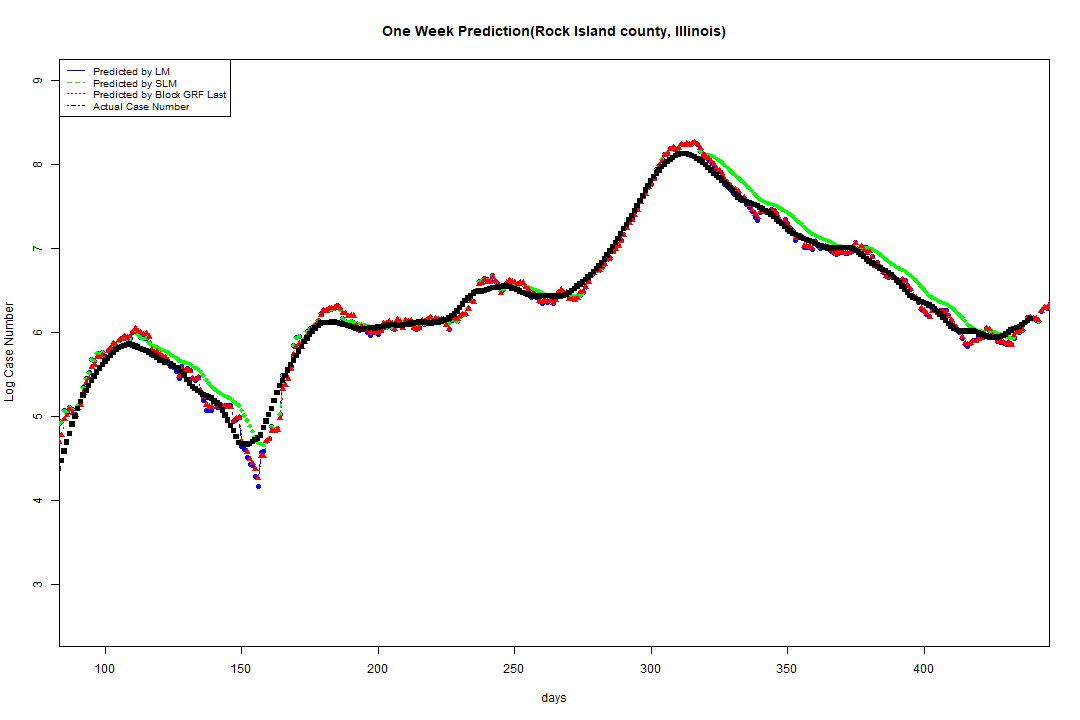 One Week Prediction(Rock Island county, Illinois)
Predicted by LM
Predicted by SLM
Predicted by Block GRF Last
Actual Case Number
9
8
7
6
5
4
3
Log Case Number
100 150 200 250 300 350 400
days